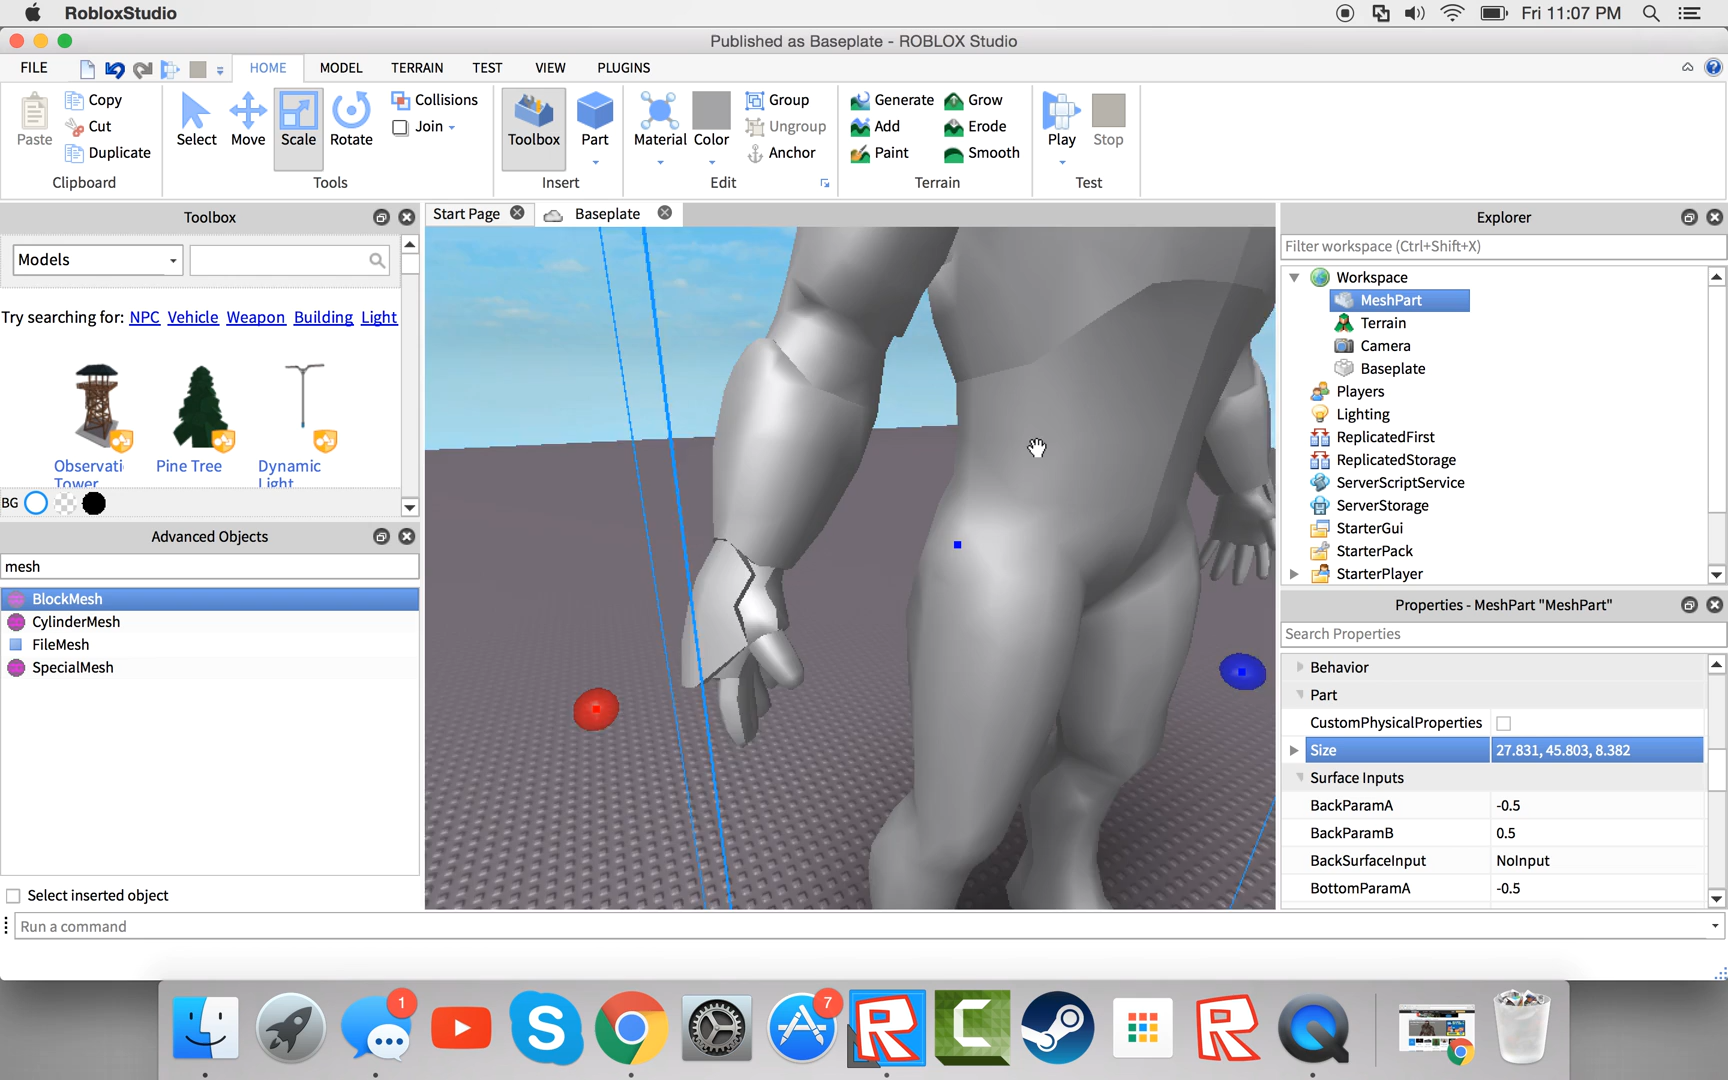 RobloxStudio
Fri 11:07 PM
Published as Baseplate - ROBLOX Studio
FILE HOME MODEL TERRAIN TEST VIEW PLUGINS
Paste
Copy
Cut
Duplicate
Clipboard
Select Move Scale Rotate
Collisions
Join
Tools
Toolbox Part
Insert
Material Color
Group
Ungroup
Anchor
Edit
Generate Grow
Add Erode
Paint Smooth
Terrain
Play Stop
Test
Toolbox
Models
Try searching for: NPC Vehicle Weapon Building Light
Observati
Tower
Pine Tree
Dynamic
Light
BG
Advanced Objects
mesh
BlockMesh
CylinderMesh
FileMesh
SpecialMesh
Select inserted object
Run a command
Start Page Baseplate
Explorer
Filter workspace (Ctrl+Shift+X)
Workspace
MeshPart
Terrain
Camera
Baseplate
Players
Lighting
ReplicatedFirst
ReplicatedStorage
ServerScriptService
ServerStorage
StarterGui
StarterPack
StarterPlayer
Properties - MeshPart "MeshPart"
Search Properties
Behavior
Part
CustomPhysicalProperties
Size 27.831, 45.803, 8.382
Surface Inputs
BackParamA -0.5
BackParamB 0.5
BackSurfaceInput NoInput
BottomParamA -0.5
1
7